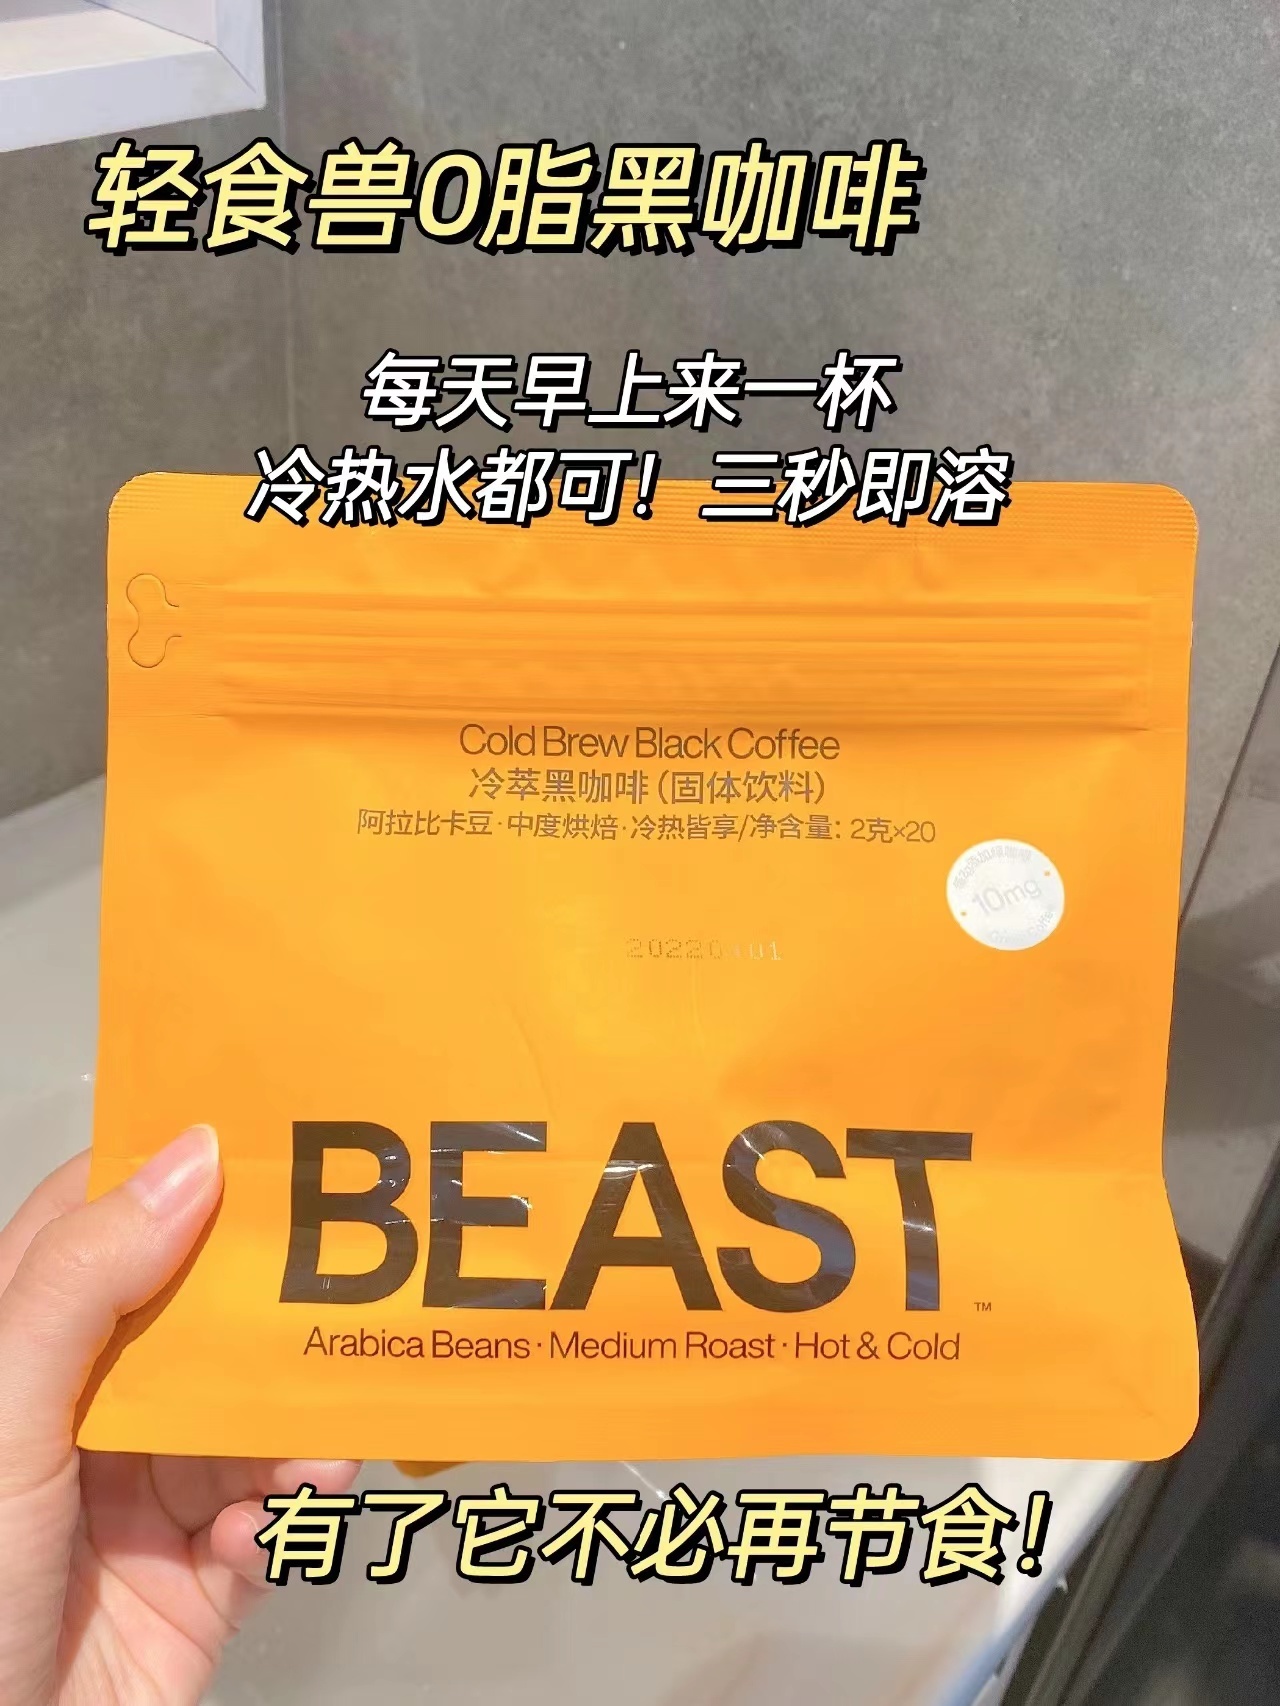 轻食兽0脂黑咖啡
每天早上来一杯
冷热水都可！三秒即溶
Cold Brew Black Coffee
冷萃黑咖啡（固体饮料）
阿拉比卡豆·中度烘焙·冷热皆享/净含量：2克×20
10mg
BEAST™
Arabica Beans · Medium Roast · Hot & Cold
有了它不必再节食！